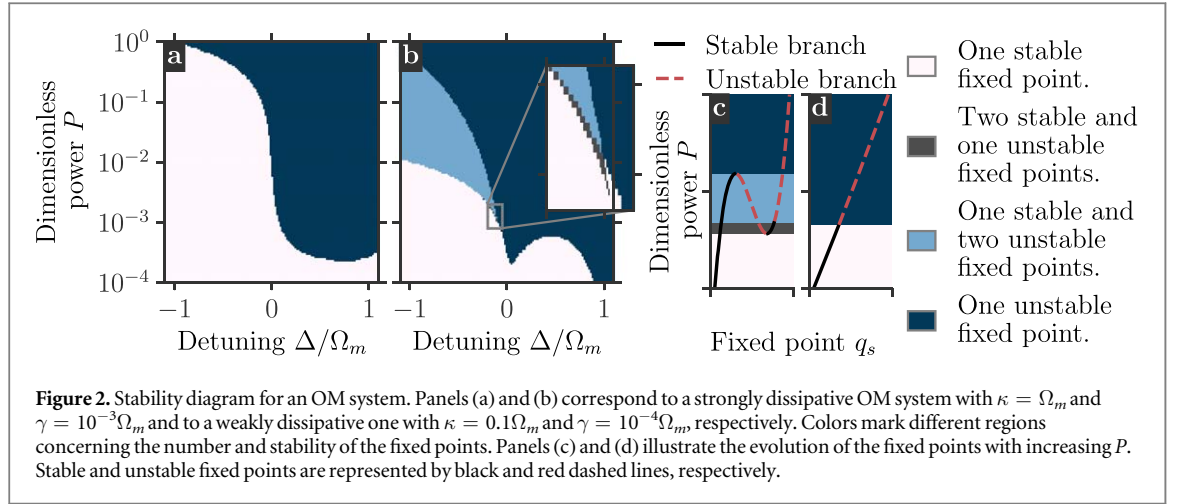 10^0
10^{-1}
10^{-2}
10^{-3}
10^{-4}
Dimensionless
power P
a
b
−1
0
1
−1
0
1
Detuning Δ/Ω_m
Detuning Δ/Ω_m
Stable branch
Unstable branch
Dimensionless
power P
c
d
Fixed point q_s
One stable
fixed point.
Two stable and
one unstable
fixed points.
One stable and
two unstable
fixed points.
One unstable
fixed point.
Figure 2. Stability diagram for an OM system. Panels (a) and (b) correspond to a strongly dissipative OM system with κ = Ω_m and
γ = 10^{-3}Ω_m and to a weakly dissipative one with κ = 0.1Ω_m and γ = 10^{-4}Ω_m, respectively. Colors mark different regions
concerning the number and stability of the fixed points. Panels (c) and (d) illustrate the evolution of the fixed points with increasing P.
Stable and unstable fixed points are represented by black and red dashed lines, respectively.